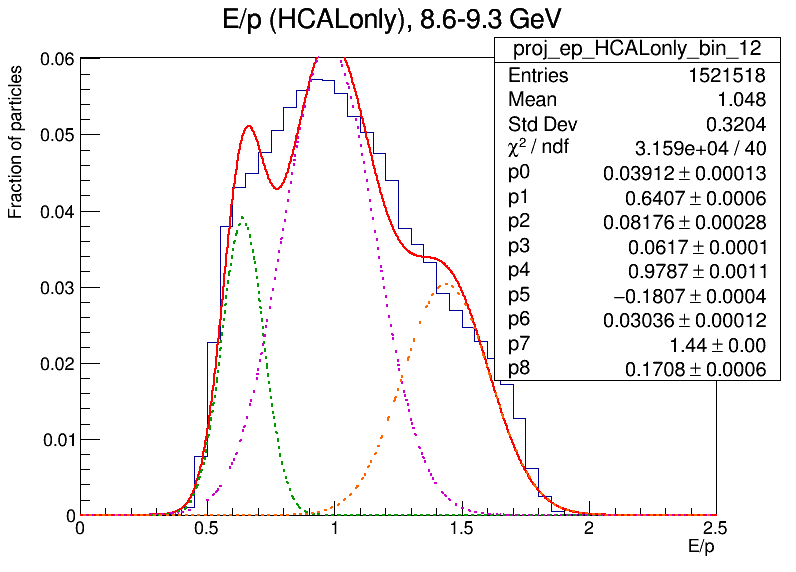 E/p (HCALonly), 8.6-9.3 GeV
proj_ep_HCALonly_bin_12
Entries 1521518
Mean 1.048
Std Dev 0.3204
χ² / ndf 3.159e+04 / 40
p0 0.03912 ± 0.00013
p1 0.6407 ± 0.0006
p2 0.08176 ± 0.00028
p3 0.0617 ± 0.0001
p4 0.9787 ± 0.0011
p5 −0.1807 ± 0.0004
p6 0.03036 ± 0.00012
p7 1.44 ± 0.00
p8 0.1708 ± 0.0006
Fraction of particles
0.06
0.05
0.04
0.03
0.02
0.01
0
0 0.5 1 1.5 2 2.5
E/p